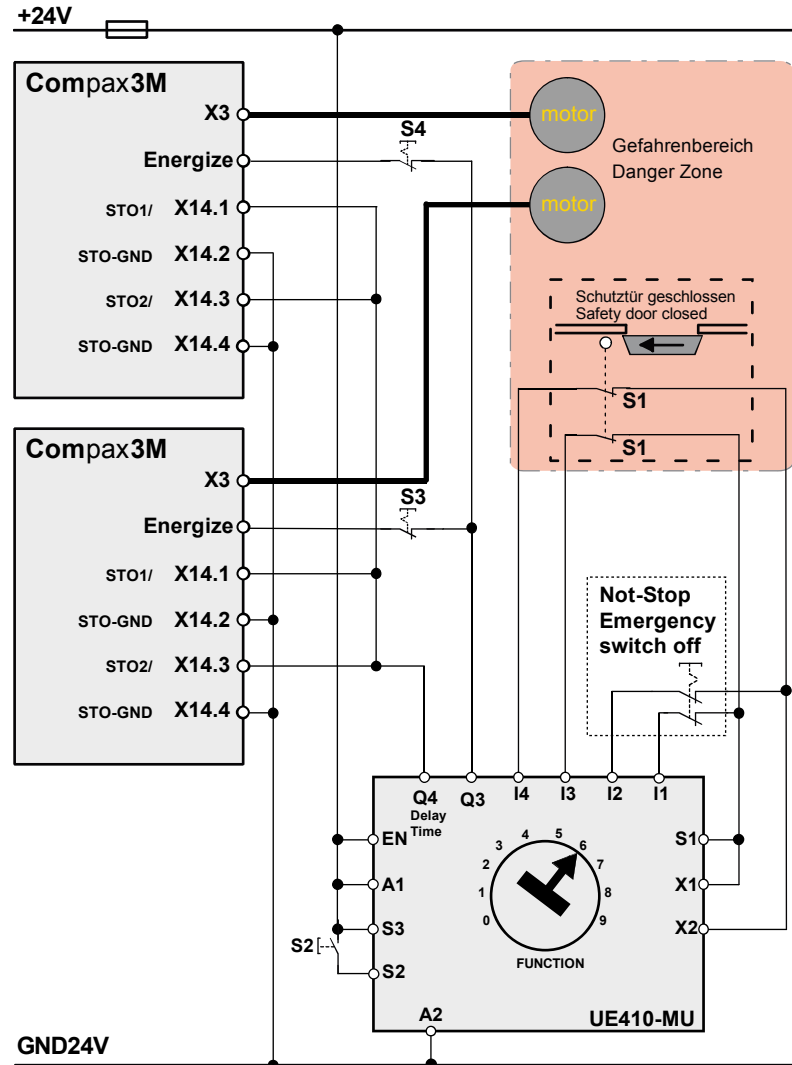 +24V
Compax3M
X3
Energize
STO1/ X14.1
STO-GND X14.2
STO2/ X14.3
STO-GND X14.4
S4
motor
motor
Gefahrenbereich
Danger Zone
Schutztür geschlossen
Safety door closed
S1
S1
Compax3M
X3
Energize
STO1/ X14.1
STO-GND X14.2
STO2/ X14.3
STO-GND X14.4
S3
Not-Stop
Emergency
switch off
Q4 Q3 I4 I3 I2 I1
Delay
Time
EN
A1
S3
S2
S2
0 1 2 3 4 5 6 7 8 9
FUNCTION
S1
X1
X2
A2
UE410-MU
GND24V